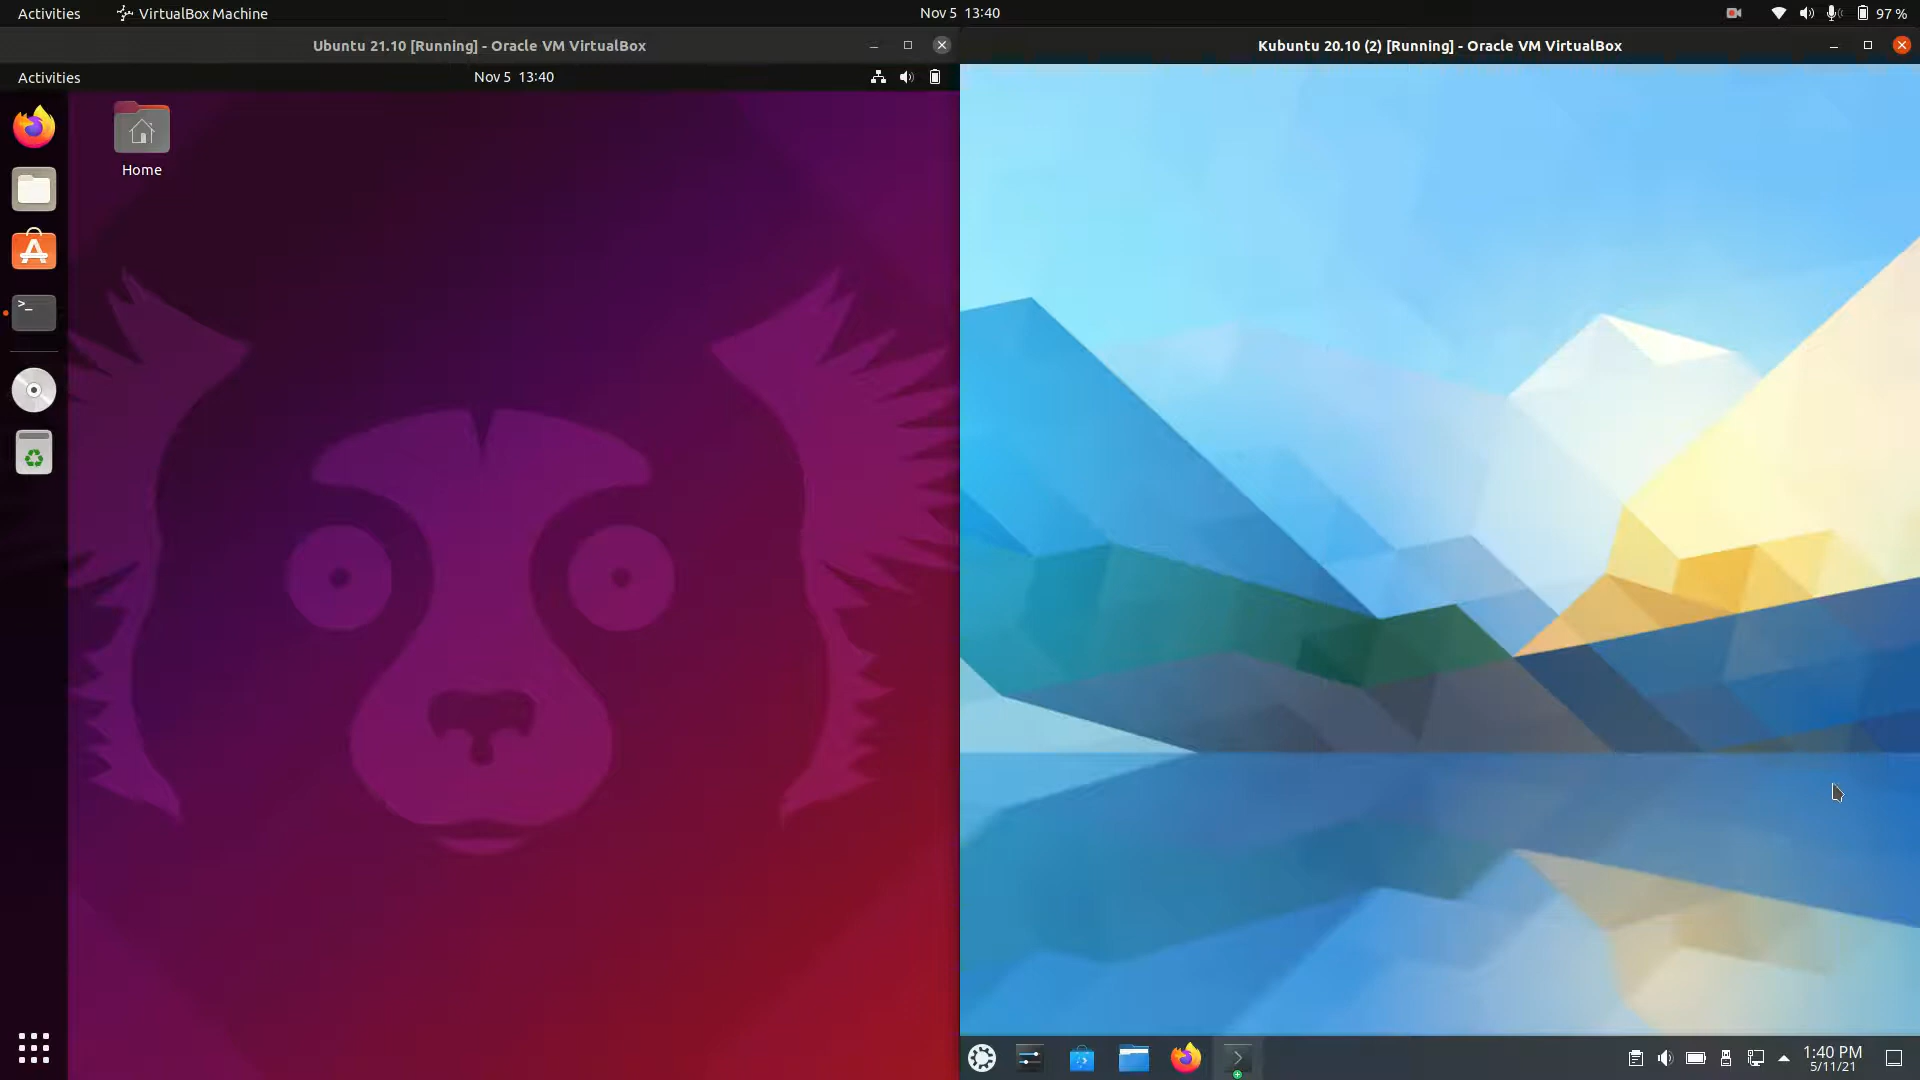 Activities
VirtualBox Machine
Nov 5 13:40
97 %
Ubuntu 21.10 [Running] - Oracle VM VirtualBox
Kubuntu 20.10 (2) [Running] - Oracle VM VirtualBox
Activities
Nov 5 13:40
Home
>_
1:40 PM
5/11/21